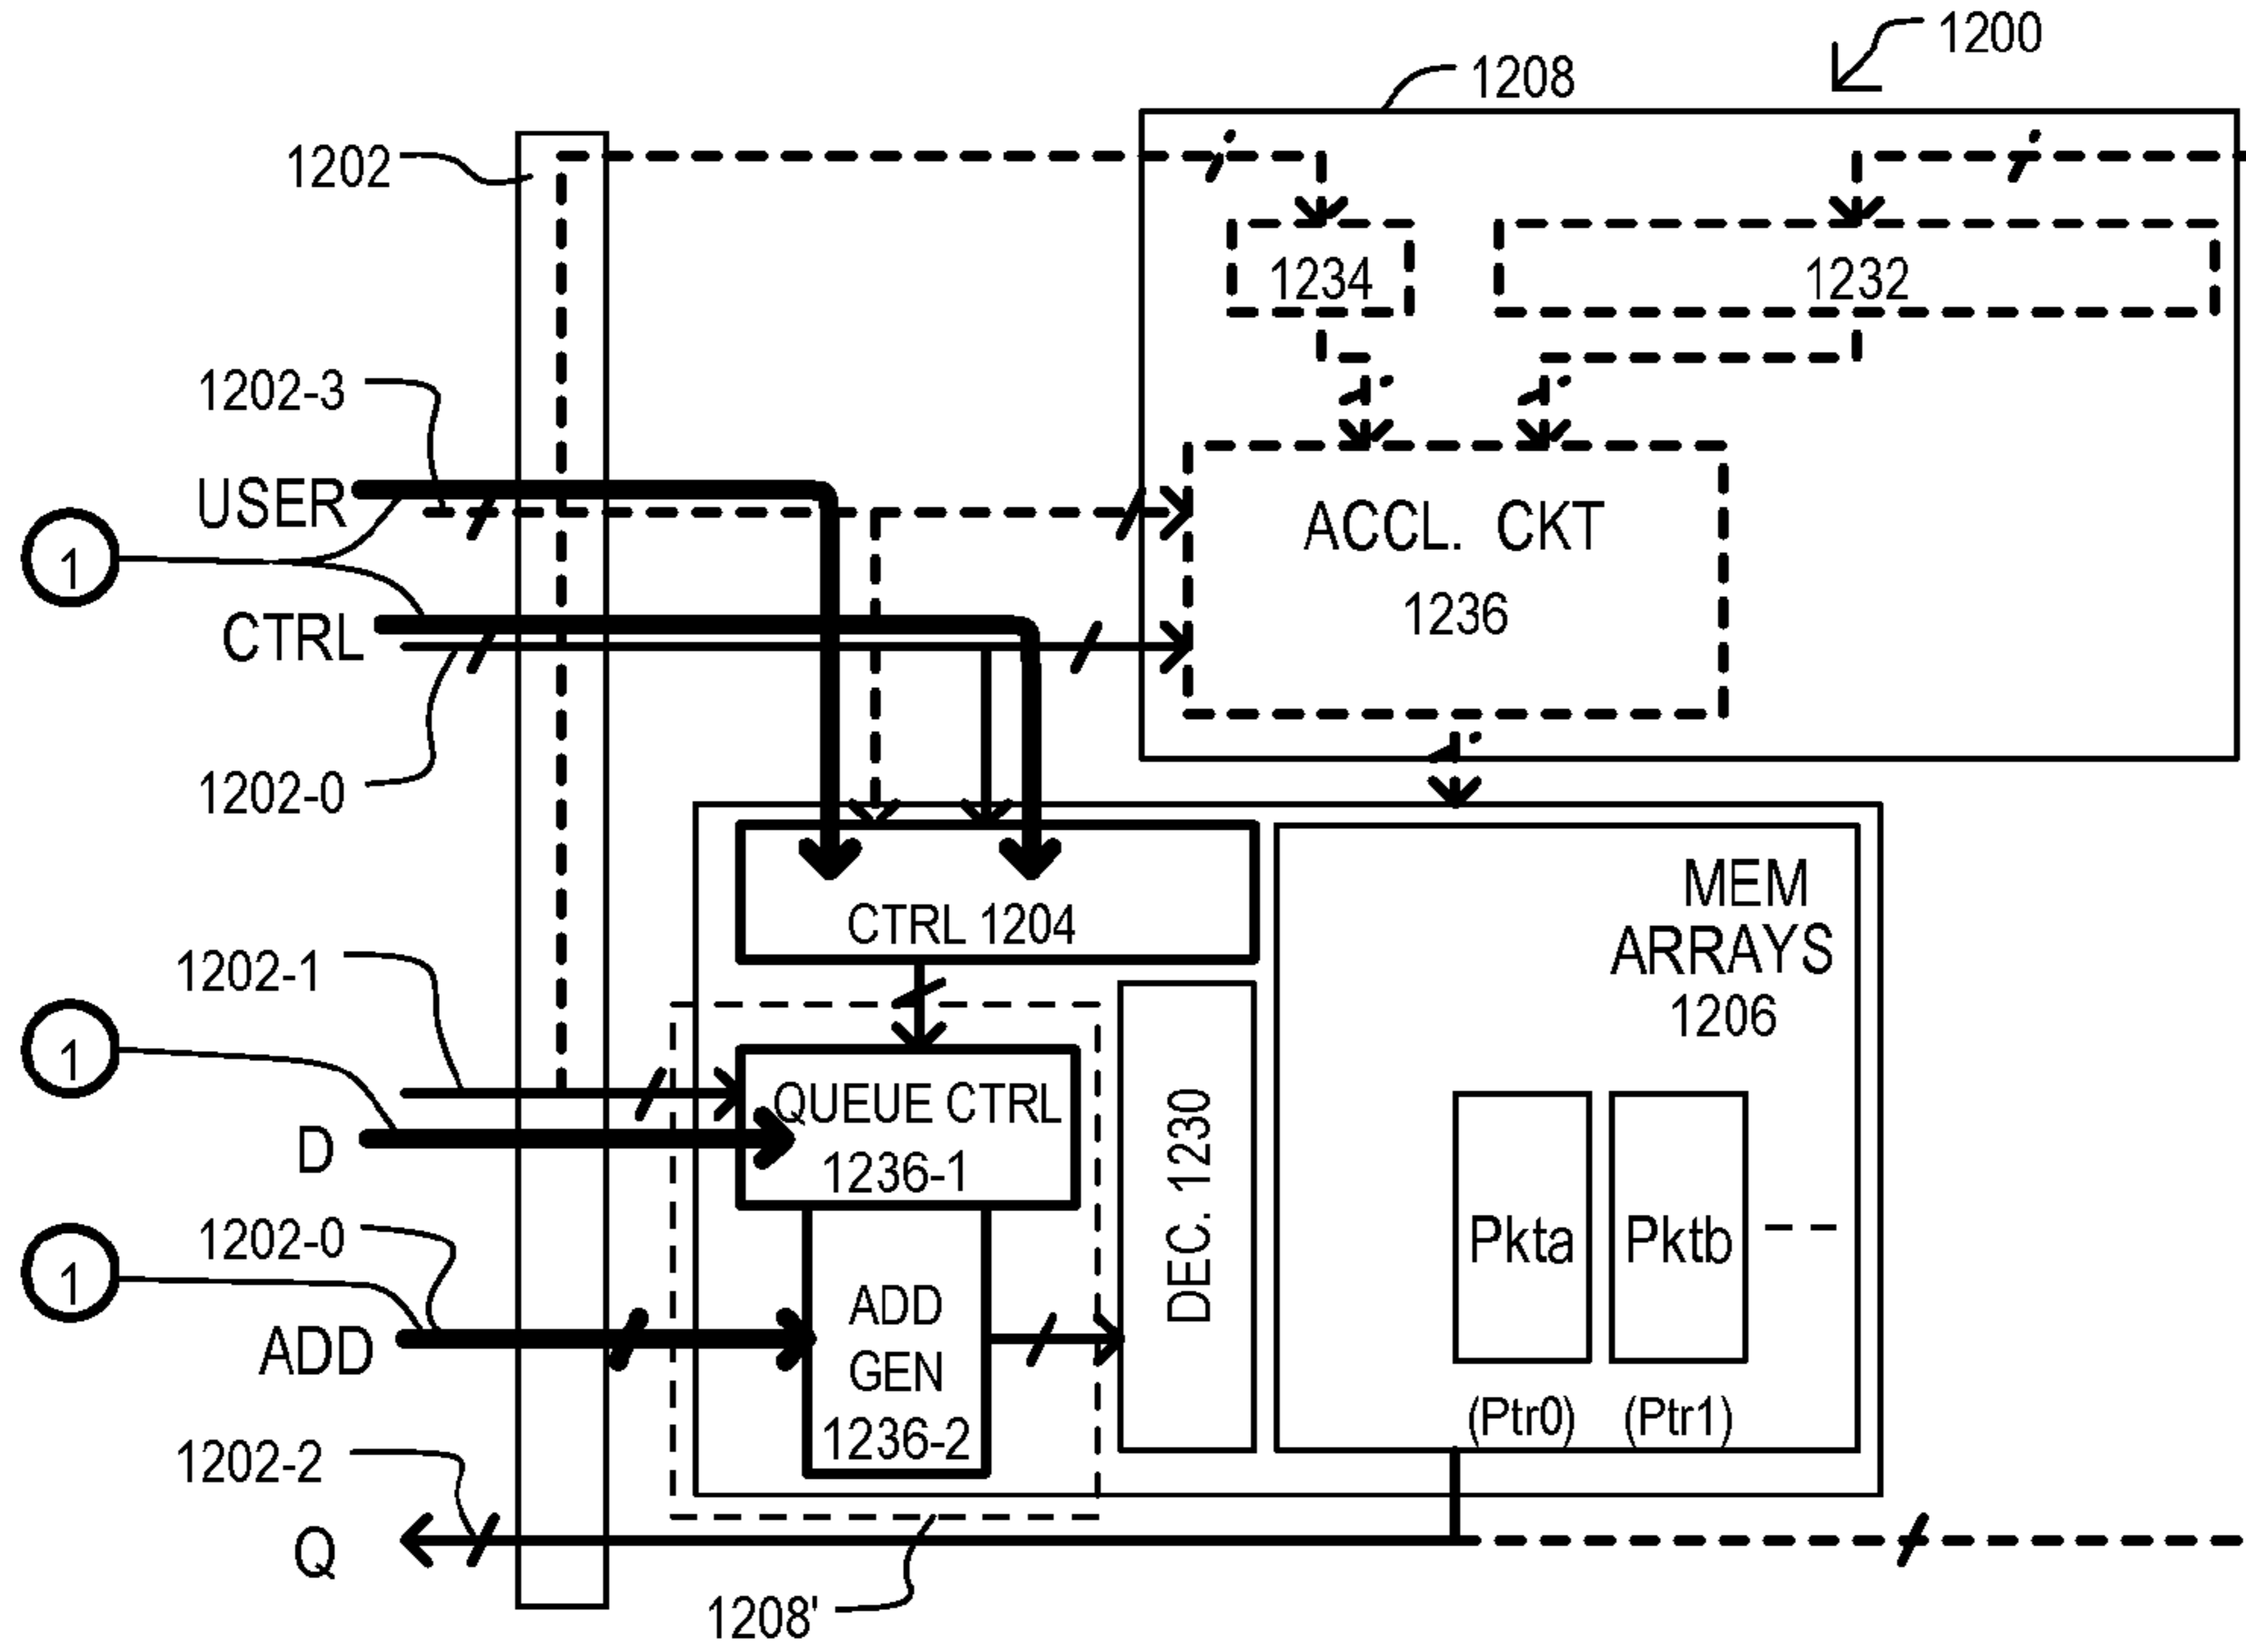 1200
1208
1202
1234
1232
1202-3
USER
ACCL. CKT
1236
1
CTRL
1202-0
CTRL 1204
MEM
ARRAYS
1206
1202-1
1
QUEUE CTRL
1236-1
D
DEC. 1230
Pkta
Pktb
1202-0
1
ADD
GEN
1236-2
ADD
(Ptr0)
(Ptr1)
1202-2
Q
1208'